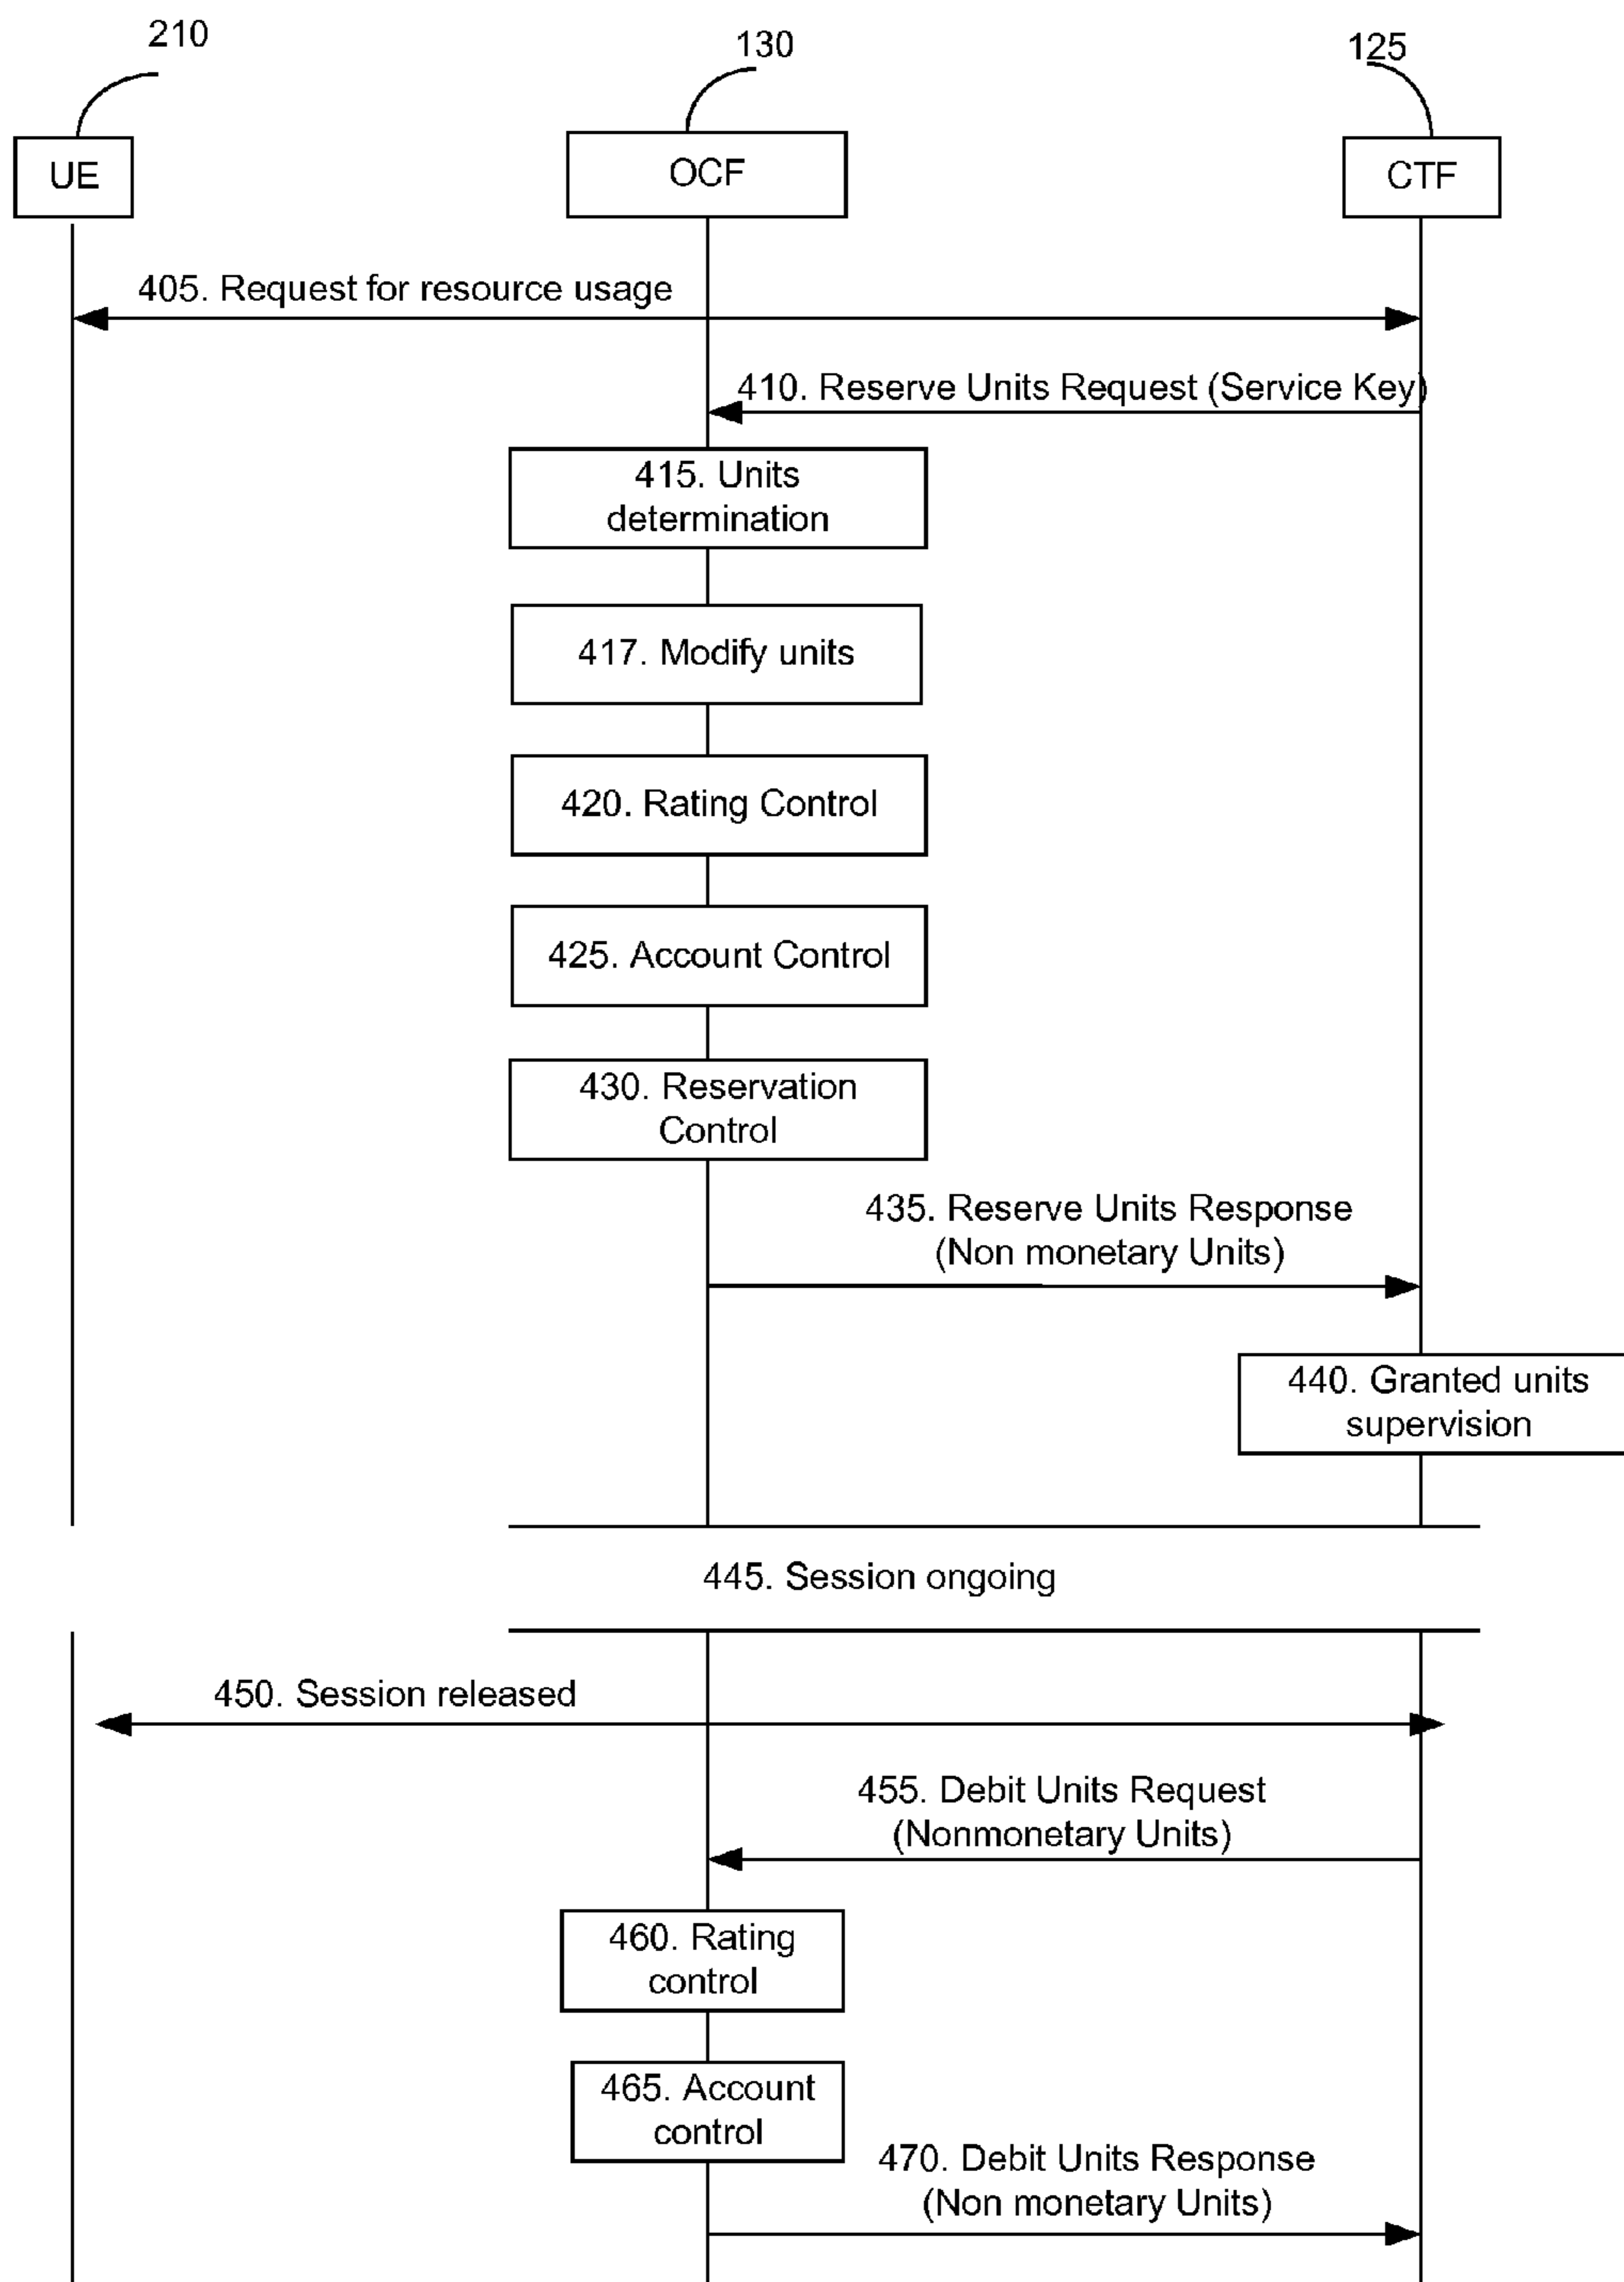 210
130
125
UE
OCF
CTF
405. Request for resource usage
410. Reserve Units Request (Service Key)
415. Units
determination
417. Modify units
420. Rating Control
425. Account Control
430. Reservation
Control
435. Reserve Units Response
(Non monetary Units)
440. Granted units
supervision
445. Session ongoing
450. Session released
455. Debit Units Request
(Nonmonetary Units)
460. Rating
control
465. Account
control
470. Debit Units Response
(Non monetary Units)